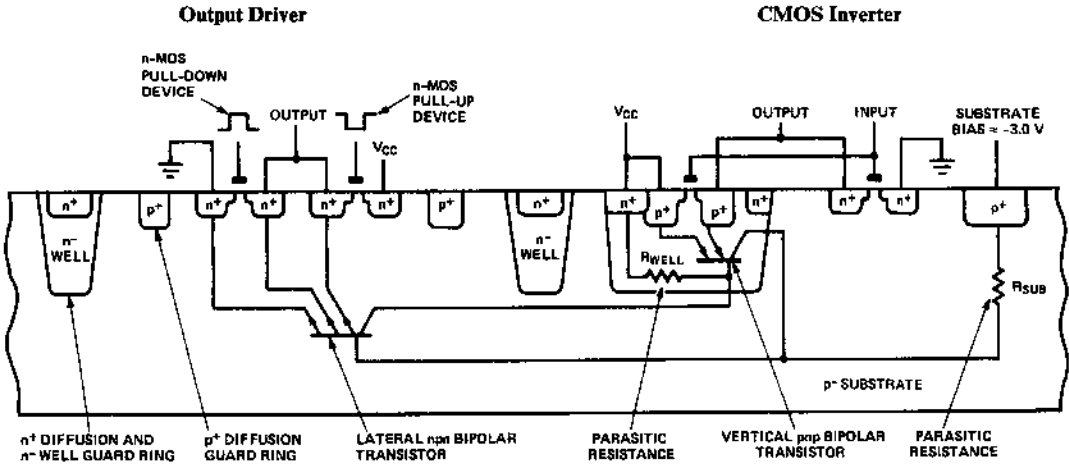 Output Driver
CMOS Inverter
n-MOS
PULL-DOWN
DEVICE
OUTPUT
n-MOS
PULL-UP
DEVICE
VCC
VCC
OUTPUT
INPUT
SUBSTRATE
BIAS ≈ -3.0 V
n+
p+
n+
n+
n+
n+
p+
n+
n+
p+
p+
n+
n+
n+
p+
n-
WELL
n-
WELL
RWELL
RSUB
p- SUBSTRATE
n+ DIFFUSION AND
n- WELL GUARD RING
p+ DIFFUSION
GUARD RING
LATERAL npn BIPOLAR
TRANSISTOR
PARASITIC
RESISTANCE
VERTICAL pnp BIPOLAR
TRANSISTOR
PARASITIC
RESISTANCE